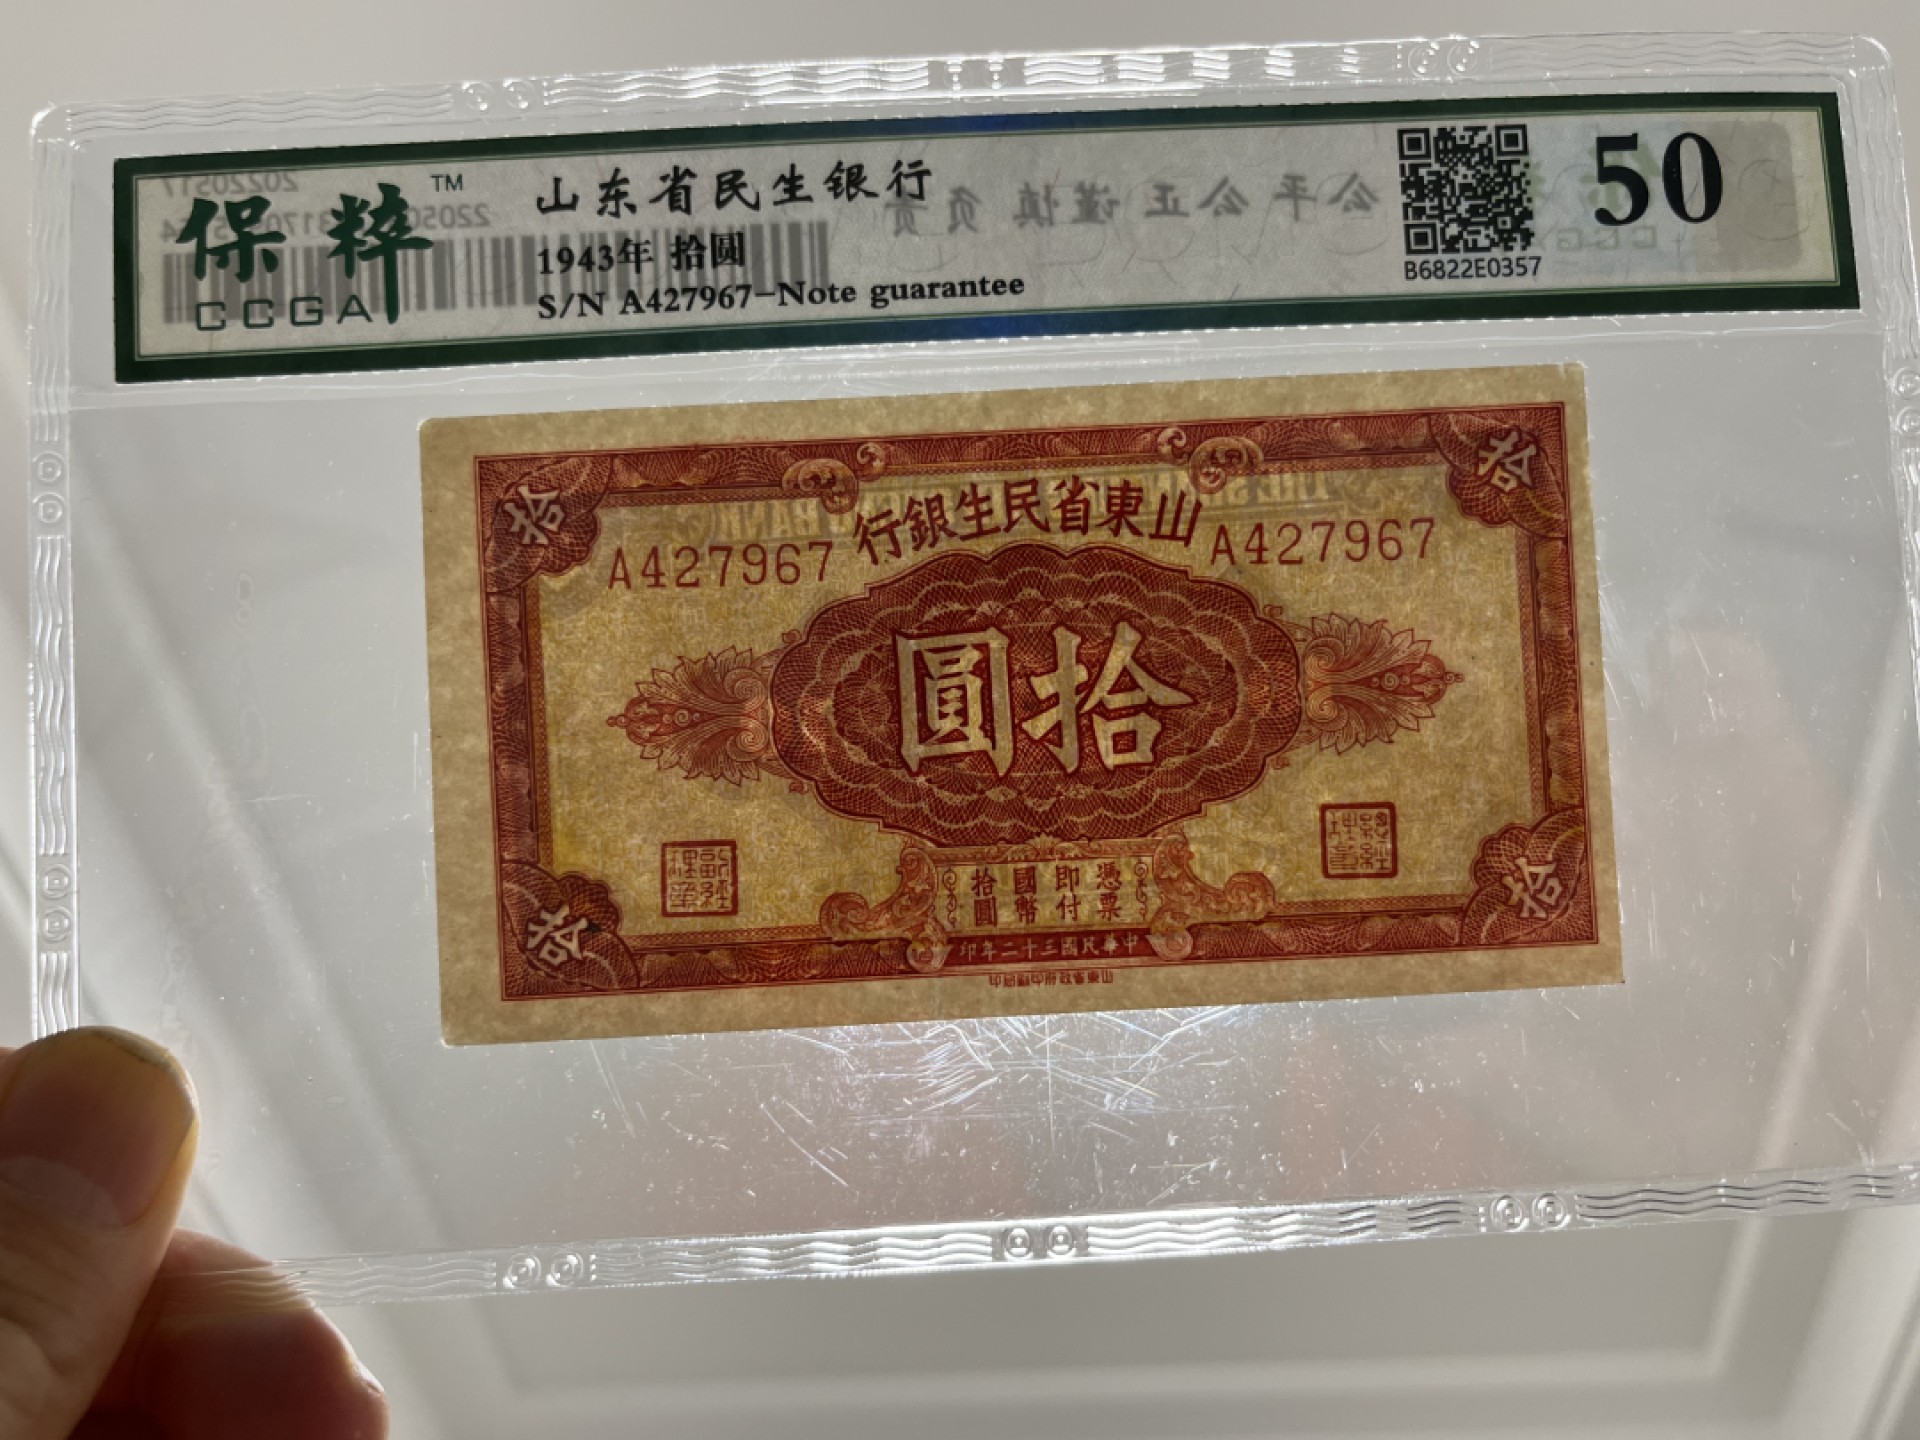 保粹™
CCGA
山东省民生银行
1943年 拾圆
S/N A427967-Note guarantee
B6822E0357
50
公平公正谨慎负责
20220517
拾
拾
行銀生民省東山
A427967
A427967
圓拾
憑票
即付
國幣
拾圓
拾
拾
印年二十三國民華中